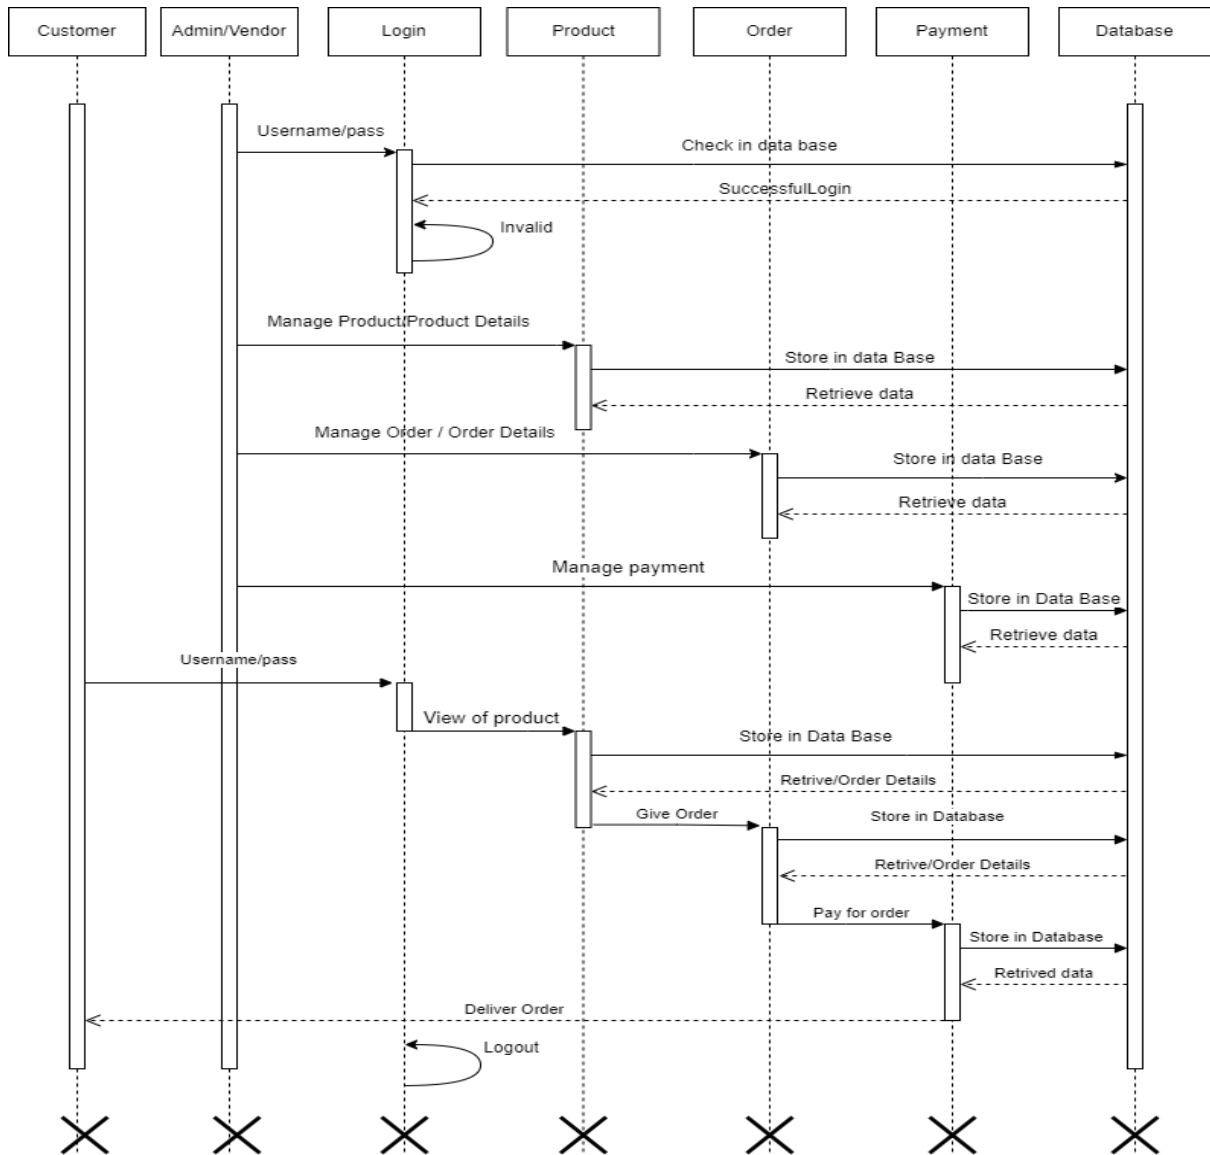 Customer
Admin/Vendor
Login
Product
Order
Payment
Database
Username/pass
Check in data base
SuccessfulLogin
Invalid
Manage Product/Product Details
Store in data Base
Retrieve data
Manage Order / Order Details
Store in data Base
Retrieve data
Manage payment
Store in Data Base
Retrieve data
Username/pass
View of product
Store in Data Base
Retrive/Order Details
Give Order
Store in Database
Retrive/Order Details
Pay for order
Store in Database
Retrived data
Deliver Order
Logout